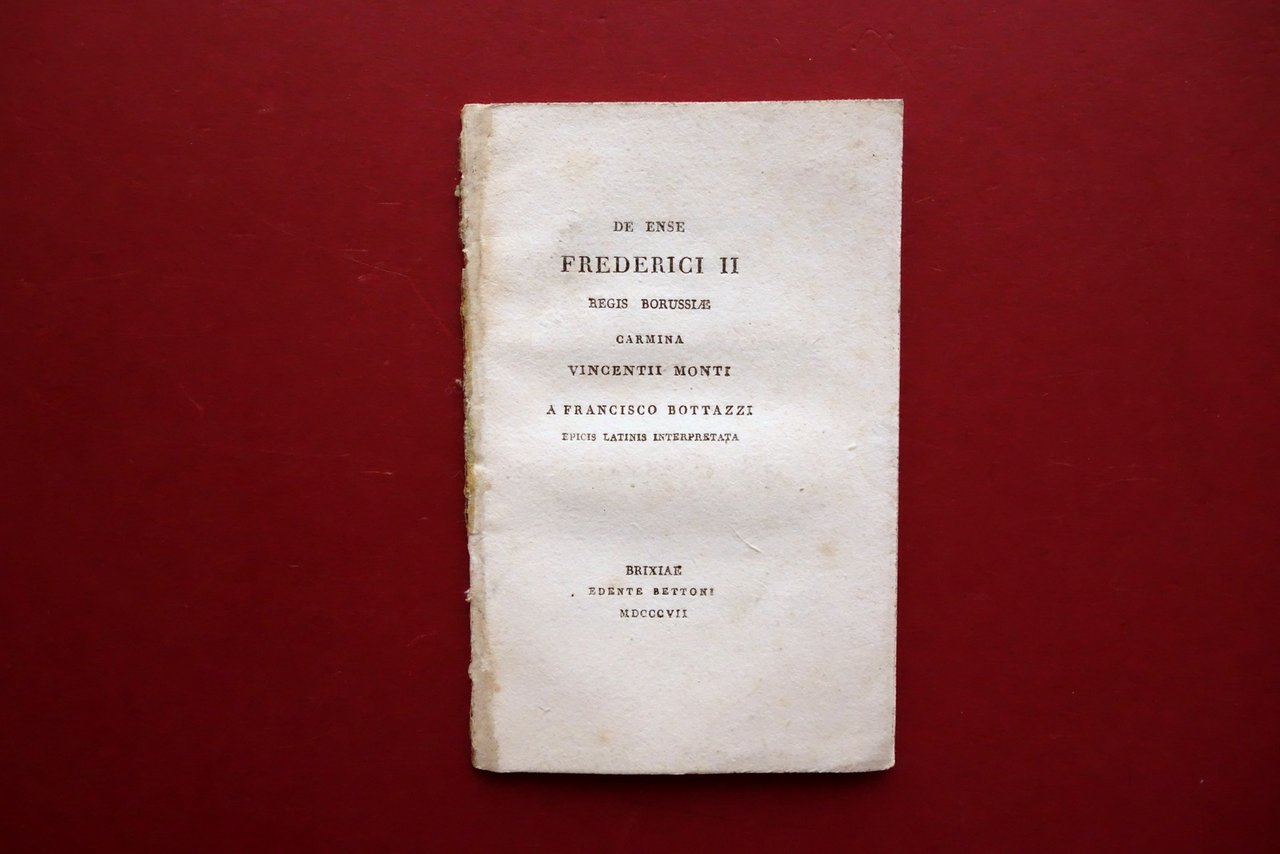 DE ENSE
FREDERICI II
REGIS BORUSSIÆ
CARMINA
VINCENTII MONTI
A FRANCISCO BOTTAZZI
EPICIS LATINIS INTERPRETATA
BRIXIAE
EDENTE BETTONI
MDCCCVII